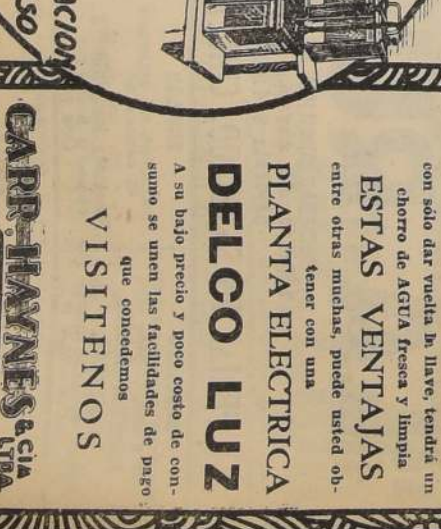 con sólo dar vuelta a la llave, tendrá un
chorro de AGUA fresca y limpia
ESTAS VENTAJAS
entre otras muchas, puede usted ob-
tener con una
PLANTA ELECTRICA
DELCO LUZ
A su bajo precio y poco costo de con-
sumo se unen las facilidades de pago
que concedemos
VISITENOS
CARR, HAYNES & CIA
LTDA